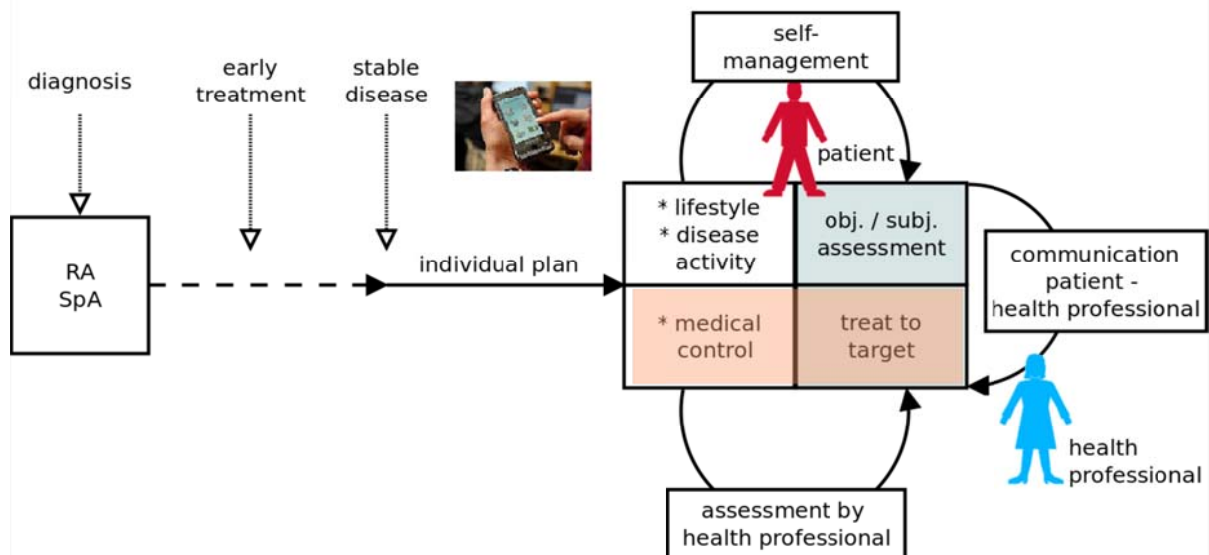 diagnosis
early
treatment
stable
disease
RA
SpA
individual plan
self-
management
patient
* lifestyle
* disease
activity
obj. / subj.
assessment
* medical
control
treat to
target
communication
patient -
health professional
health
professional
assessment by
health professional